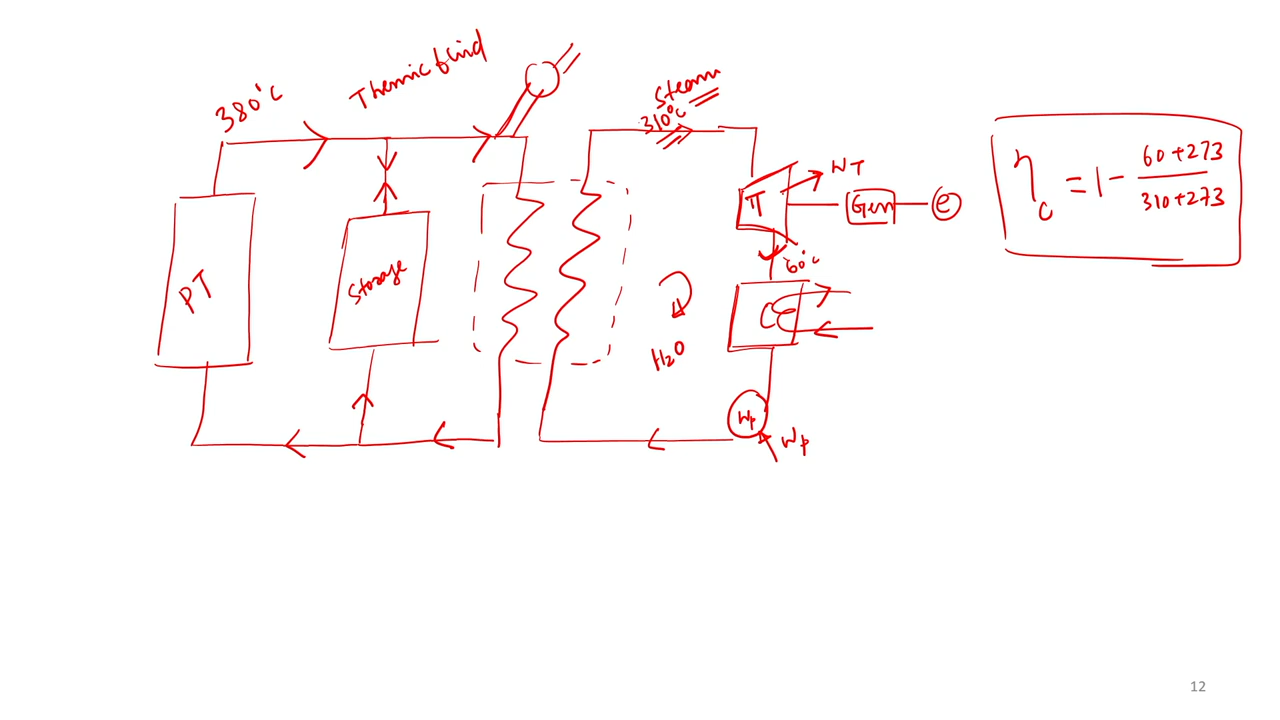 380°C
Thermic fluid
Steam
310°C
WT
PT
Storage
T
Gen
e
60°C
H2O
C
Wp
Wp
ηc = 1 - 60+273 / 310+273
12